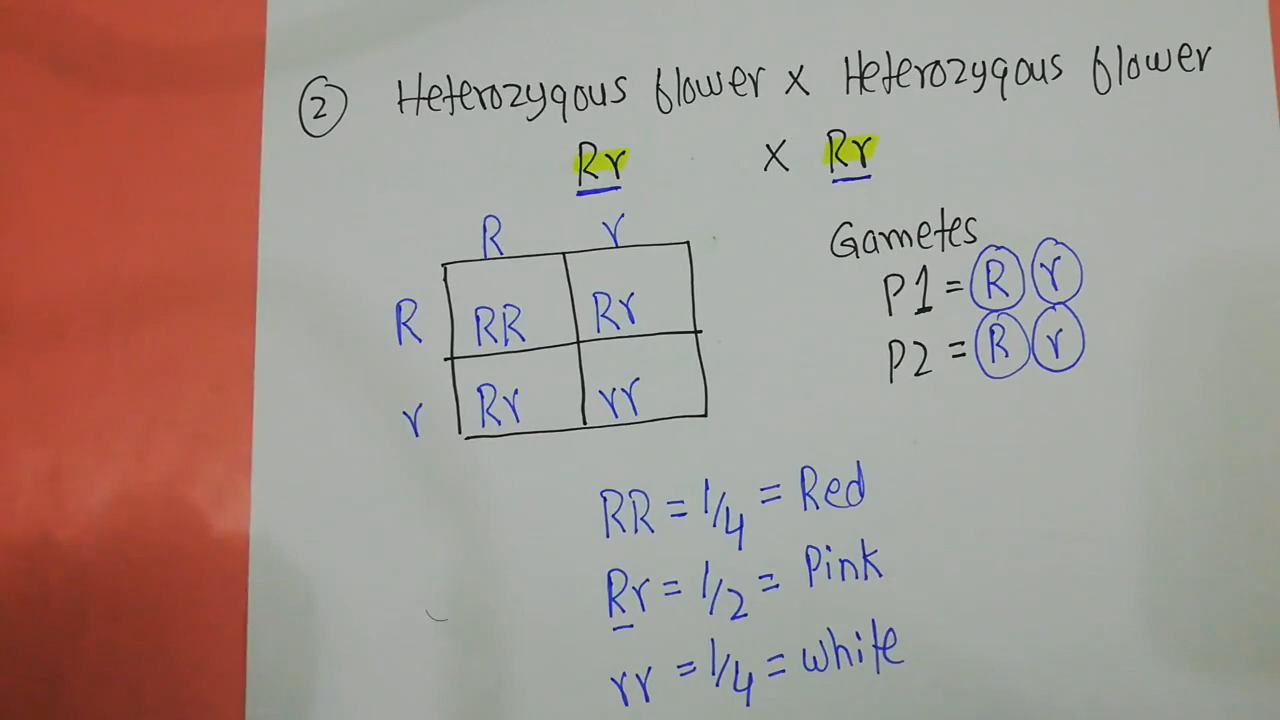 2 Heterozygous flower X Heterozygous flower
Rr X Rr
R r
R RR Rr
r Rr rr
Gametes
P1 = R r
P2 = R r
RR = 1/4 = Red
Rr = 1/2 = Pink
rr = 1/4 = white